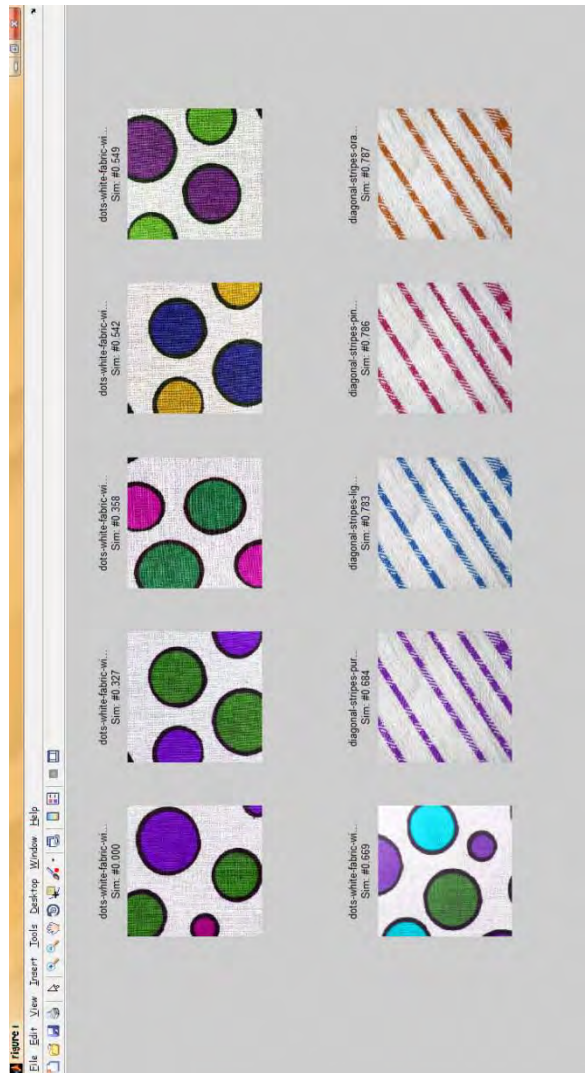 Figure 1
File Edit View Insert Tools Desktop Window Help
dots-white-fabric-wi...
Sim: #0.000
dots-white-fabric-wi...
Sim: #0.327
dots-white-fabric-wi...
Sim: #0.358
dots-white-fabric-wi...
Sim: #0.542
dots-white-fabric-wi...
Sim: #0.549
dots-white-fabric-wi...
Sim: #0.669
diagonal-stripes-pur...
Sim: #0.684
diagonal-stripes-lig...
Sim: #0.783
diagonal-stripes-pin...
Sim: #0.786
diagonal-stripes-ora...
Sim: #0.787